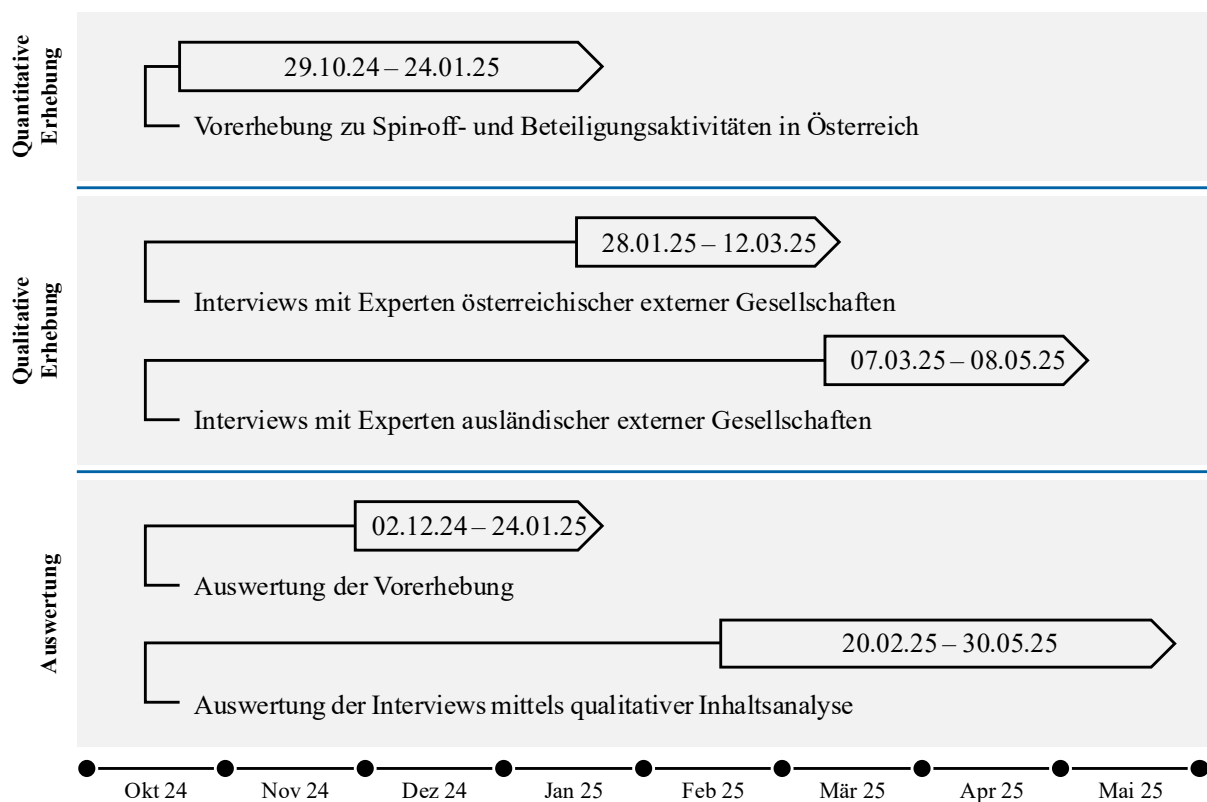 Quantitative
Erhebung
29.10.24 – 24.01.25
Vorerhebung zu Spin-off- und Beteiligungsaktivitäten in Österreich
Qualitative
Erhebung
28.01.25 – 12.03.25
Interviews mit Experten österreichischer externer Gesellschaften
07.03.25 – 08.05.25
Interviews mit Experten ausländischer externer Gesellschaften
Auswertung
02.12.24 – 24.01.25
Auswertung der Vorerhebung
20.02.25 – 30.05.25
Auswertung der Interviews mittels qualitativer Inhaltsanalyse
Okt 24 Nov 24 Dez 24 Jan 25 Feb 25 Mär 25 Apr 25 Mai 25